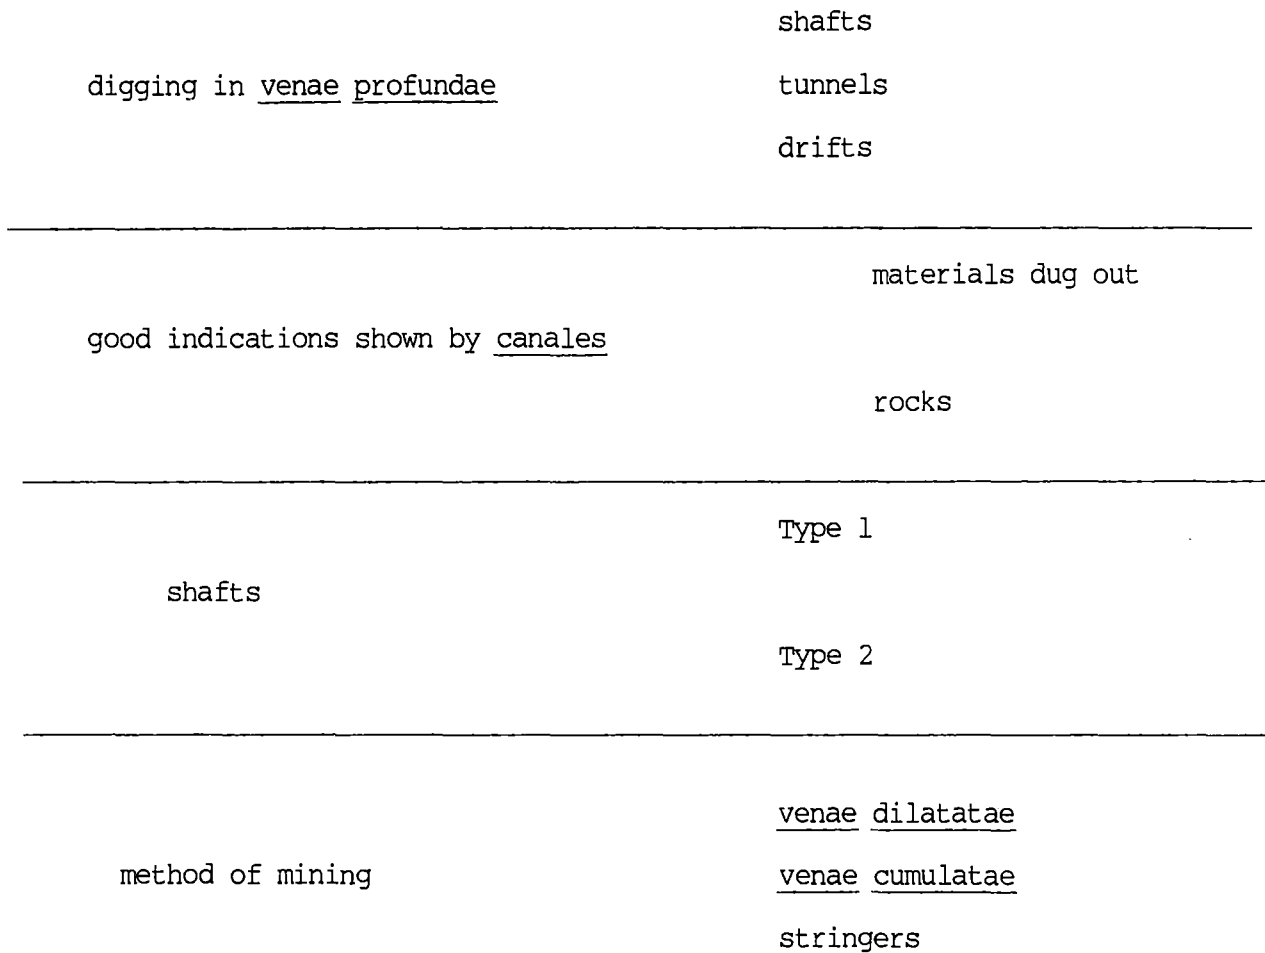 shafts
digging in venae profundae
tunnels
drifts
materials dug out
good indications shown by canales
rocks
Type 1
shafts
Type 2
venae dilatatae
method of mining
venae cumulatae
stringers